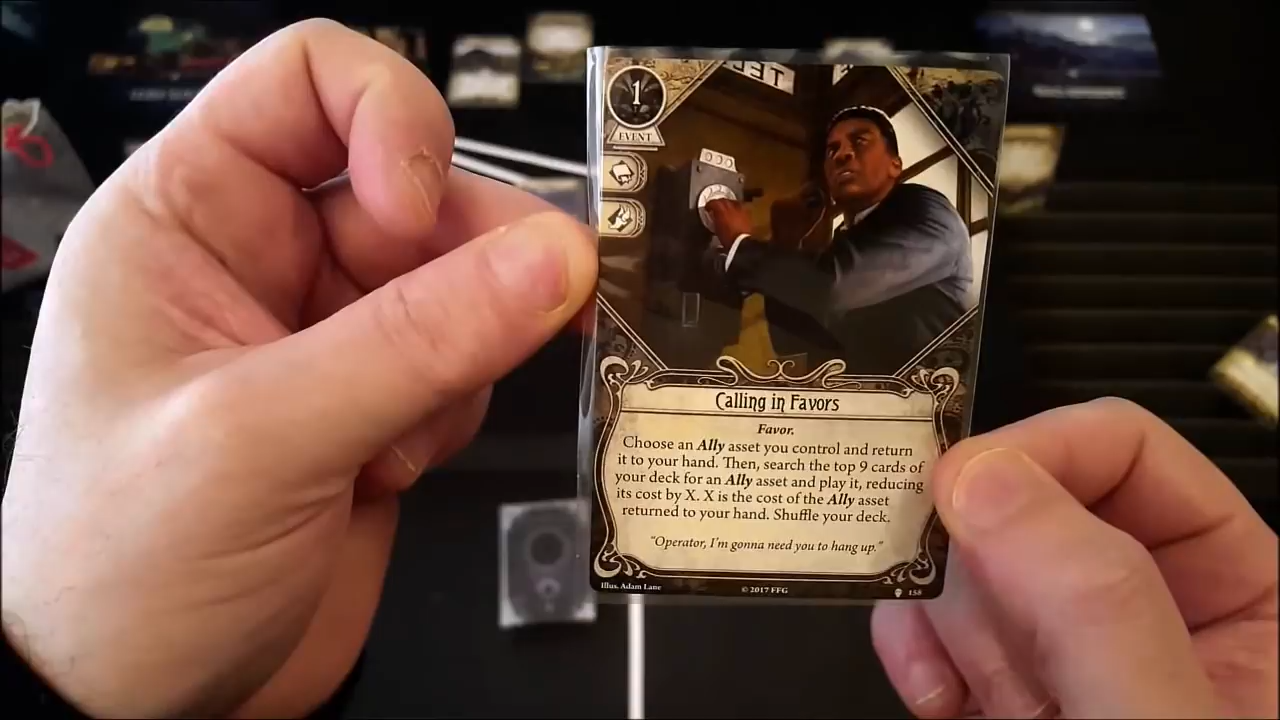 TEL
1
EVENT
000
Calling in Favors
Favor.
Choose an Ally asset you control and return
it to your hand. Then, search the top 9 cards of
your deck for an Ally asset and play it, reducing
its cost by X. X is the cost of the Ally asset
returned to your hand. Shuffle your deck.
"Operator, I'm gonna need you to hang up."
Illus. Adam Lane
© 2017 FFG
158